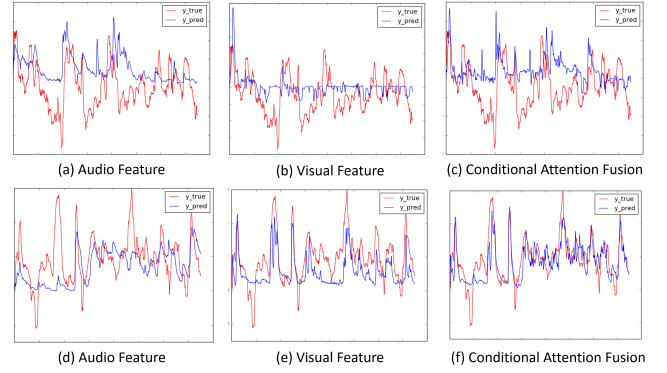 y_true
y_pred
y_true
y_pred
y_true
y_pred
(a) Audio Feature
(b) Visual Feature
(c) Conditional Attention Fusion
y_true
y_pred
y_true
y_pred
y_true
y_pred
(d) Audio Feature
(e) Visual Feature
(f) Conditional Attention Fusion